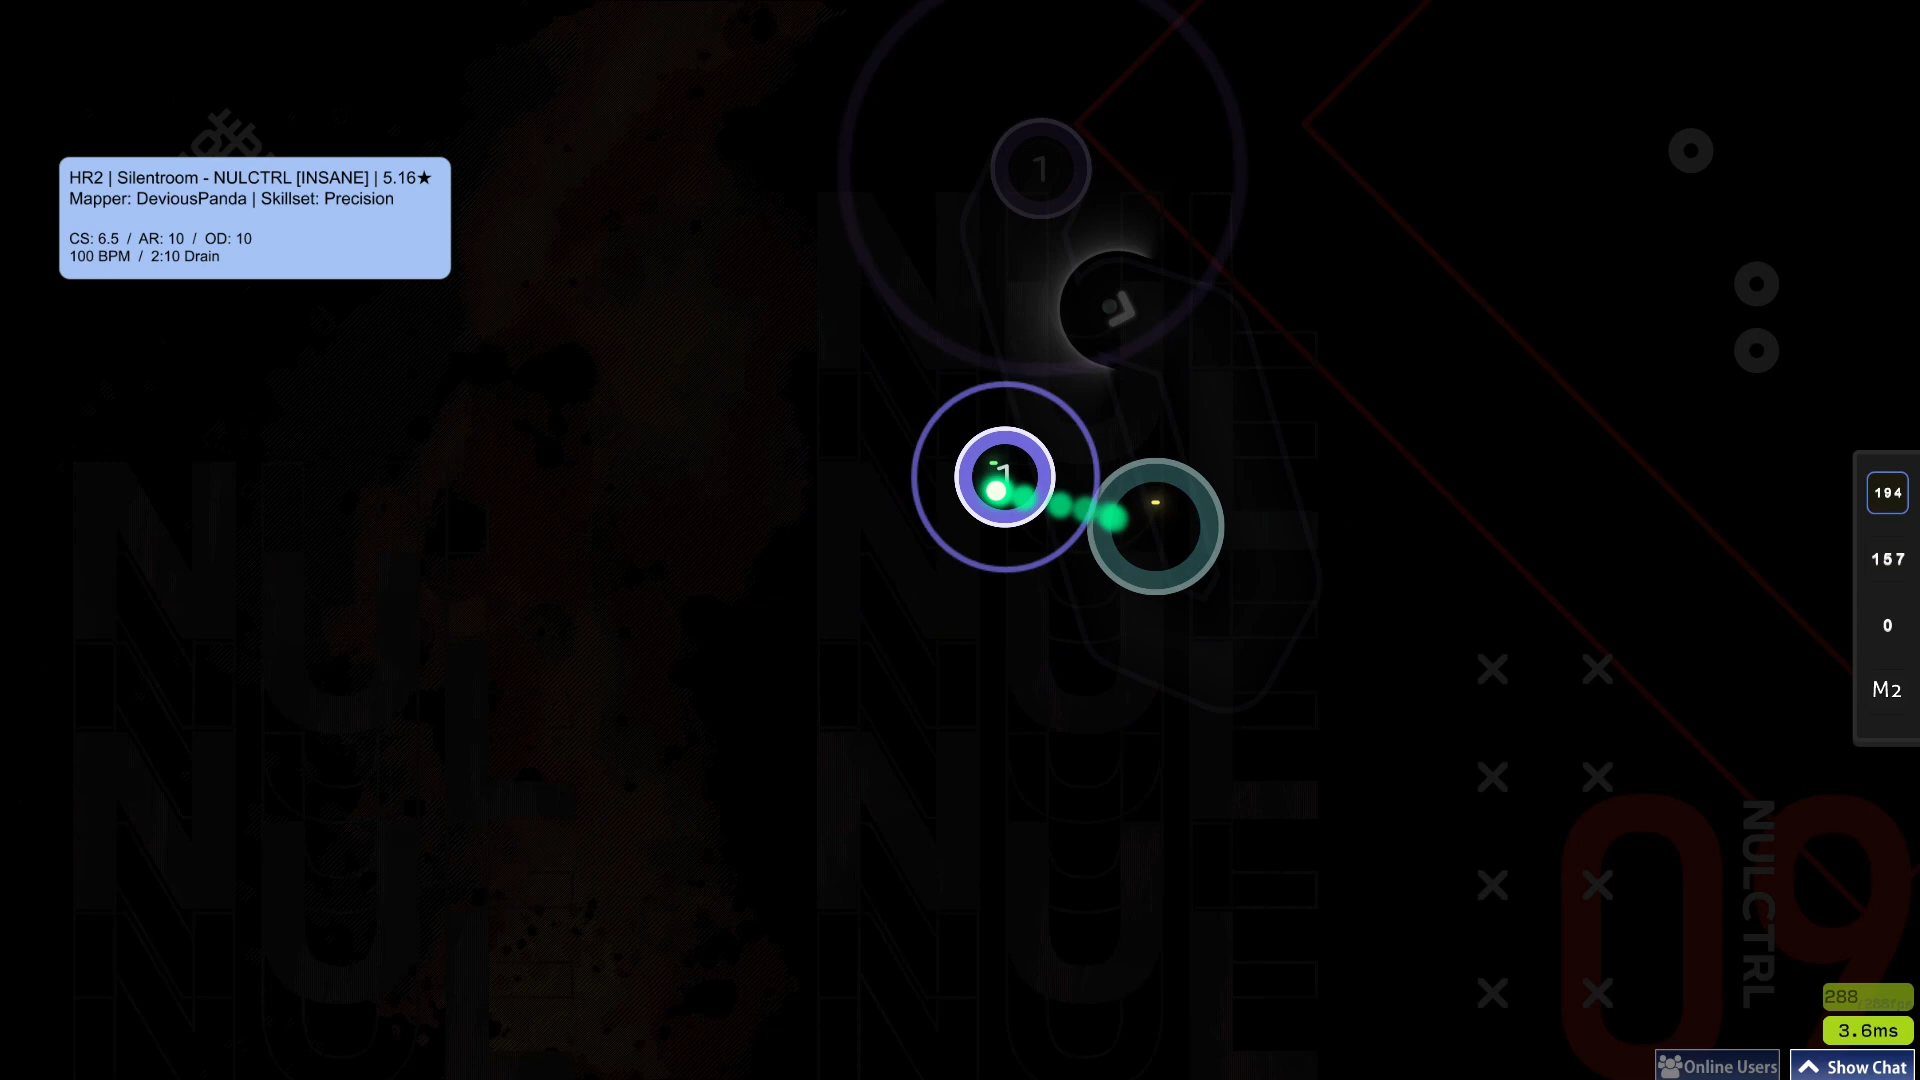 HR2 | Silentroom - NULCTRL [INSANE] | 5.16★
Mapper: DeviousPanda | Skillset: Precision
CS: 6.5 / AR: 10 / OD: 10
100 BPM / 2:10 Drain
1
1
194
157
0
M2
NULCTRL
09
288
3.6ms
Online Users
Show Chat